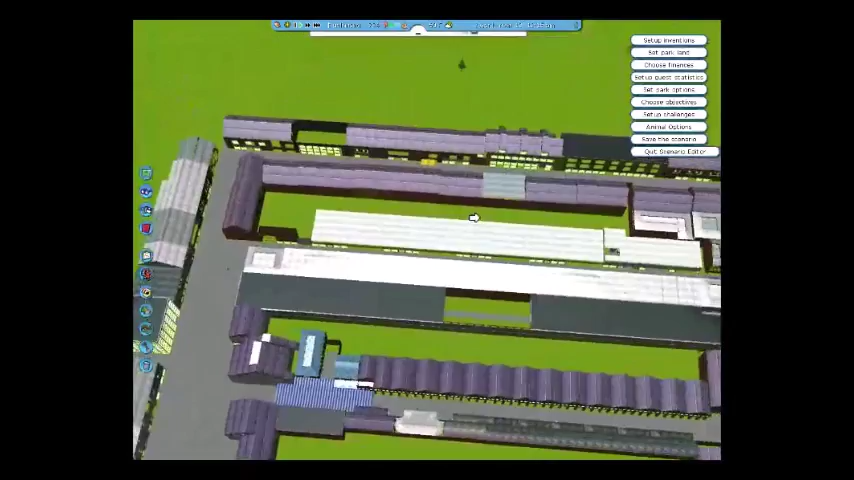 Setup inventions
Set park land
Choose finances
Setup guest statistics
Set park options
Choose objectives
Setup challenges
Animal Options
Save the scenario
Quit Scenario Editor